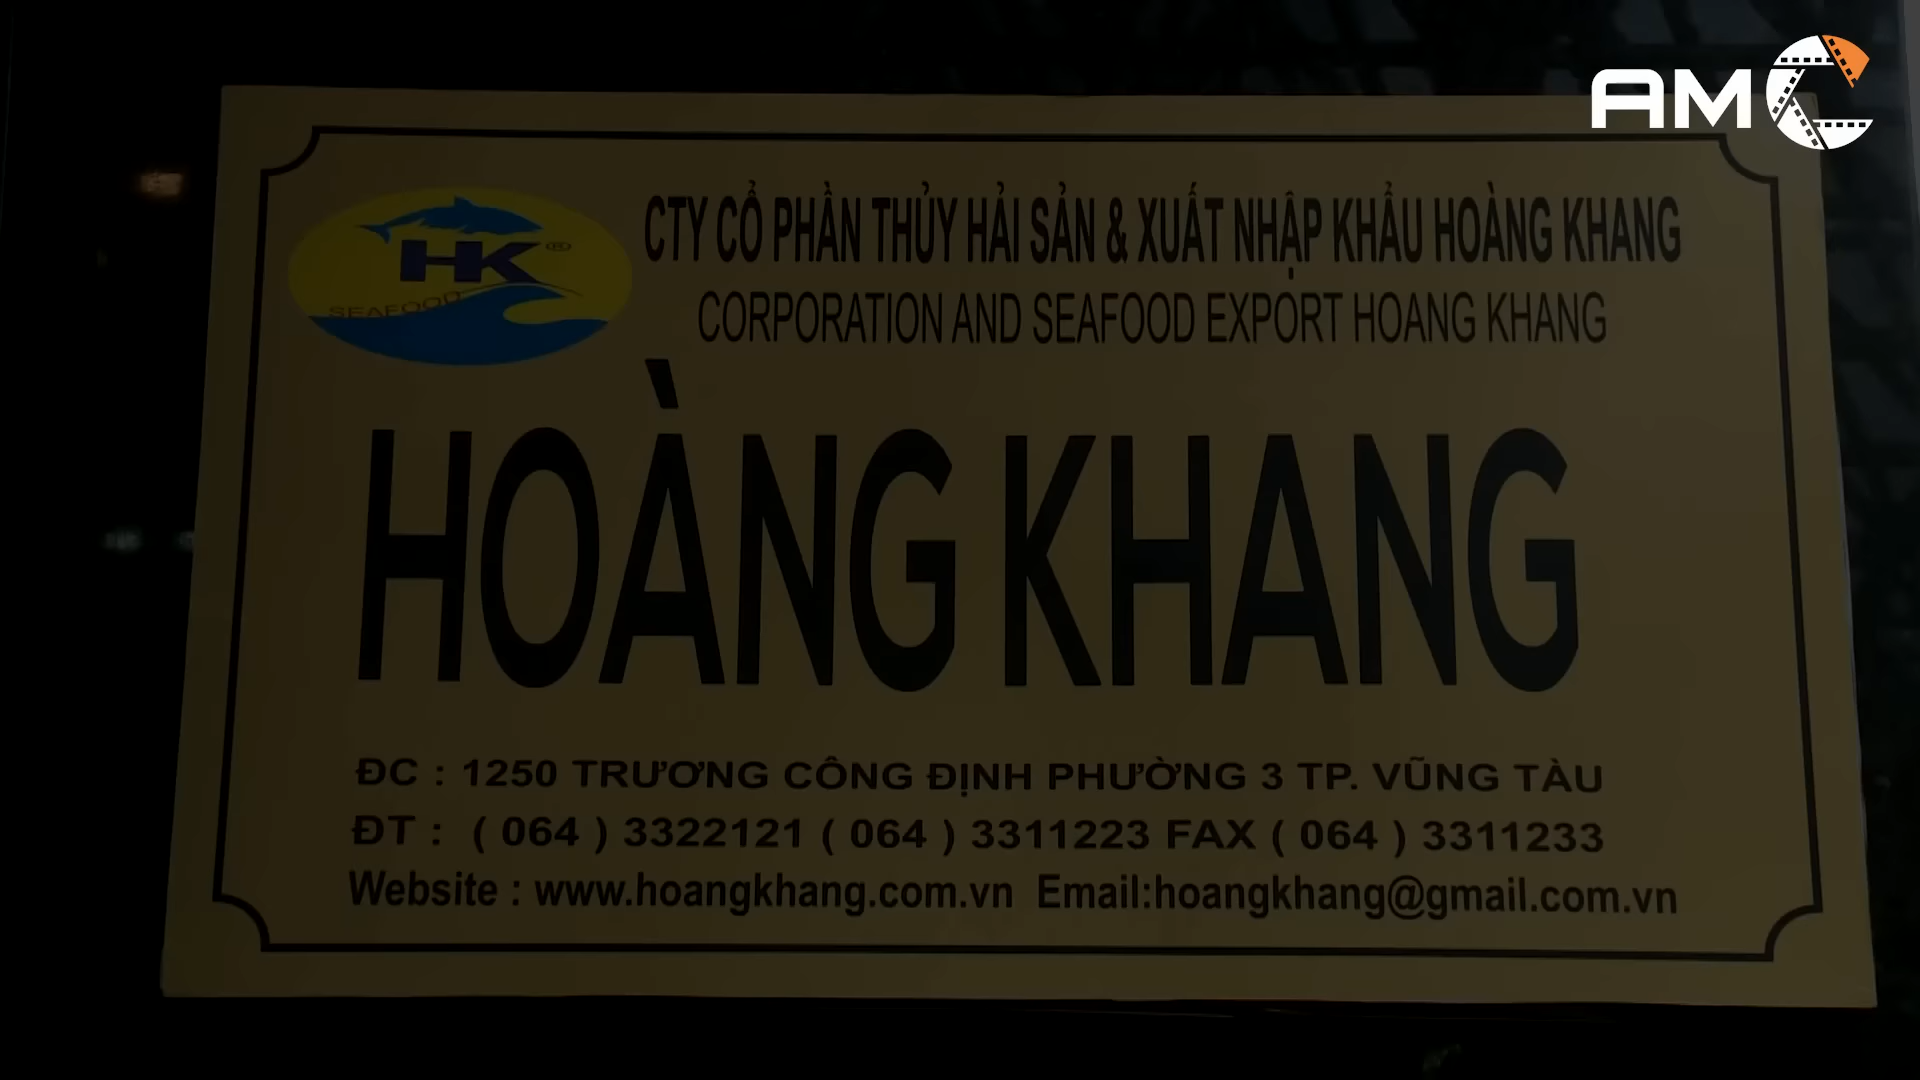 AMC
HK®
SEAFOOD
CTY CỔ PHẦN THỦY HẢI SẢN & XUẤT NHẬP KHẨU HOÀNG KHANG
CORPORATION AND SEAFOOD EXPORT HOANG KHANG
HOÀNG KHANG
ĐC : 1250 TRƯƠNG CÔNG ĐỊNH PHƯỜNG 3 TP. VŨNG TÀU
ĐT : ( 064 ) 3322121 ( 064 ) 3311223 FAX ( 064 ) 3311233
Website : www.hoangkhang.com.vn Email:hoangkhang@gmail.com.vn